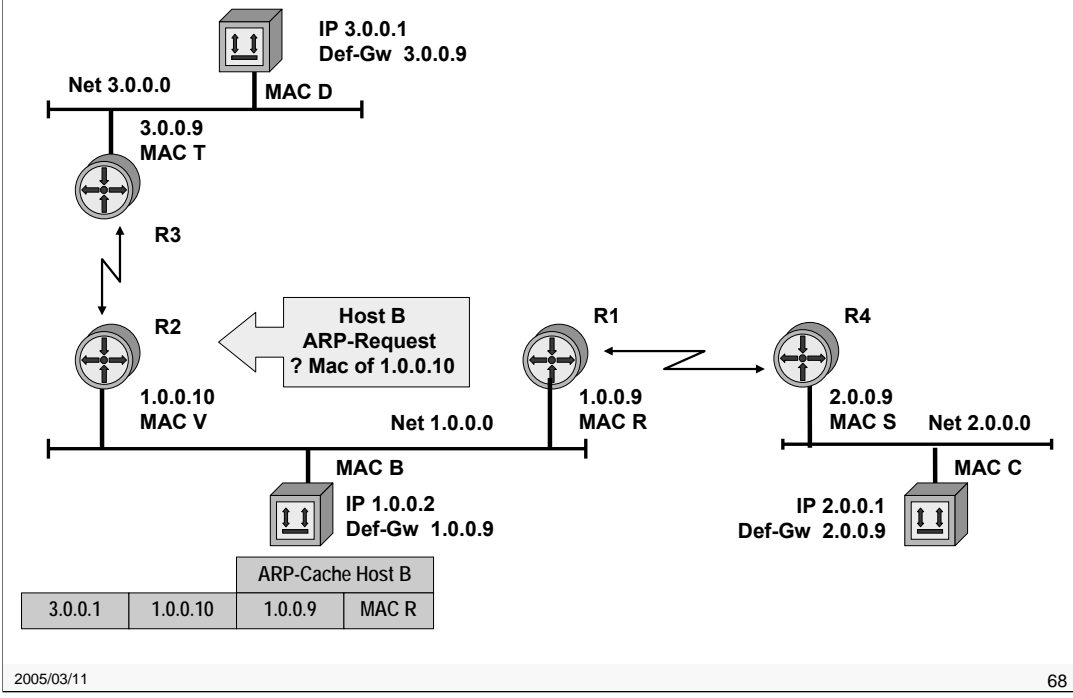 IP 3.0.0.1
Def-Gw 3.0.0.9
Net 3.0.0.0
MAC D
3.0.0.9
MAC T
R3
R2
Host B
ARP-Request
? Mac of 1.0.0.10
R1
R4
1.0.0.10
MAC V
Net 1.0.0.0
1.0.0.9
MAC R
2.0.0.9
MAC S
Net 2.0.0.0
MAC B
MAC C
IP 1.0.0.2
Def-Gw 1.0.0.9
IP 2.0.0.1
Def-Gw 2.0.0.9
ARP-Cache Host B
3.0.0.1 1.0.0.10 1.0.0.9 MAC R
2005/03/11
68